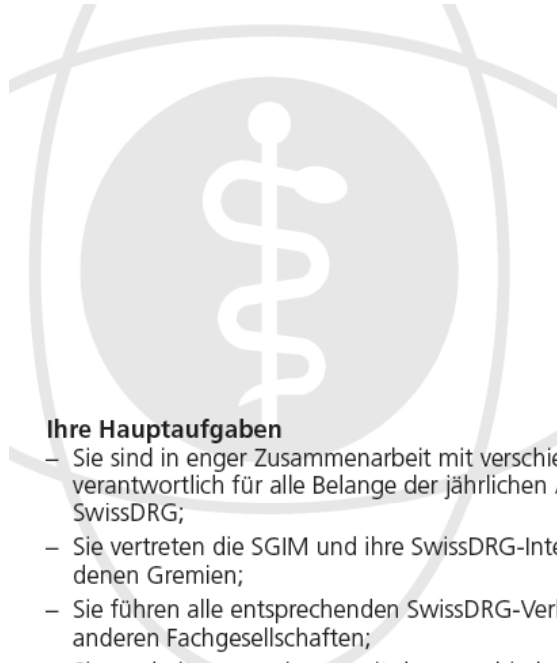 Ihre Hauptaufgaben
– Sie sind in enger Zusammenarbeit mit
verantwortlich für alle Belange der jährlichen
SwissDRG;
– Sie vertreten die SGIM und ihre
denen Gremien;
– Sie führen alle entsprechenden
anderen Fachgesellschaften;